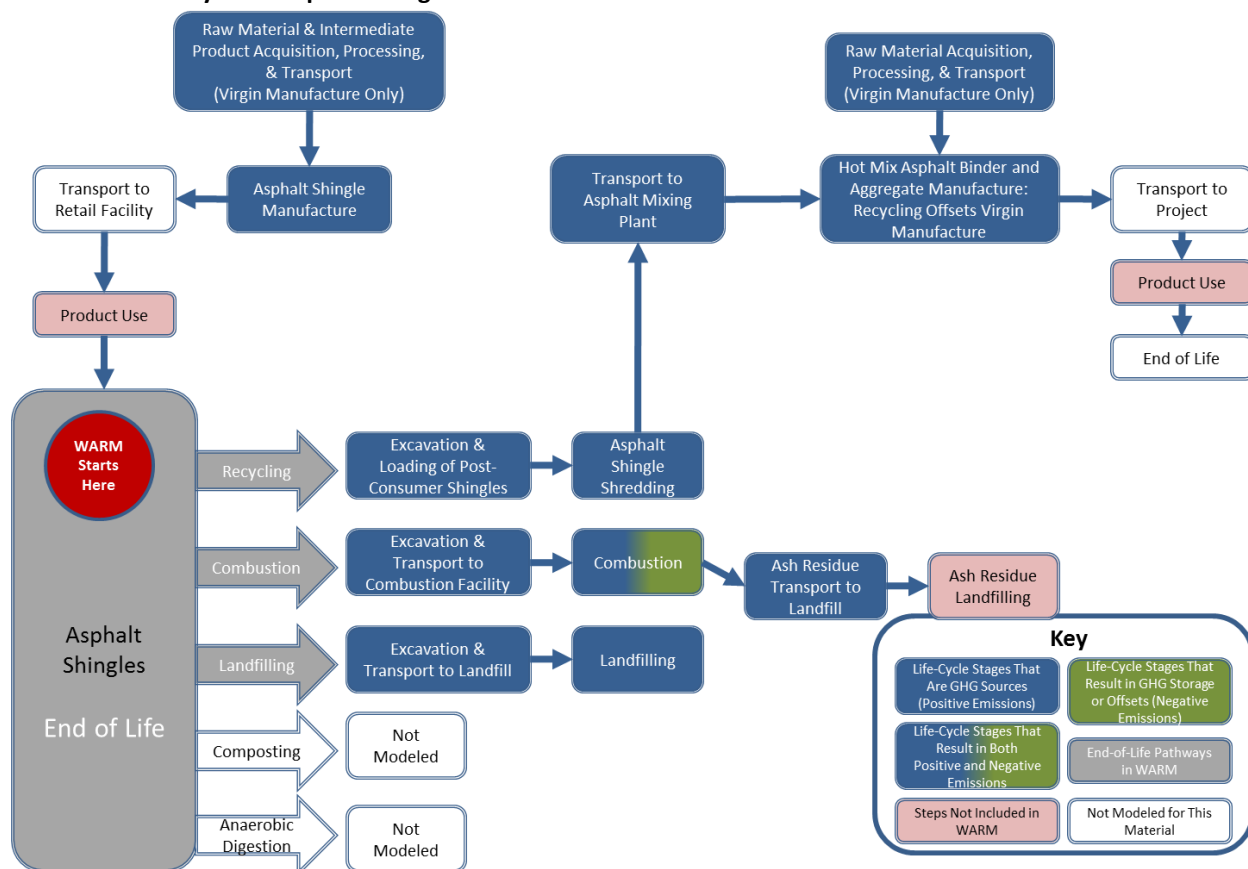 Raw Material & Intermediate
Product Acquisition, Processing,
& Transport
(Virgin Manufacture Only)
Raw Material Acquisition,
Processing, & Transport
(Virgin Manufacture Only)
Transport to
Retail Facility
Asphalt Shingle
Manufacture
Transport to
Asphalt Mixing
Plant
Hot Mix Asphalt Binder and
Aggregate Manufacture:
Recycling Offsets Virgin
Manufacture
Transport to
Project
Product Use
Product Use
End of Life
WARM
Starts
Here
Asphalt
Shingles
End of Life
Recycling
Excavation &
Loading of Post-
Consumer Shingles
Asphalt
Shingle
Shredding
Combustion
Excavation &
Transport to
Combustion Facility
Combustion
Ash Residue
Transport to
Landfill
Ash Residue
Landfilling
Landfilling
Excavation &
Transport to Landfill
Landfilling
Composting
Not
Modeled
Anaerobic
Digestion
Not
Modeled
Key
Life-Cycle Stages That
Are GHG Sources
(Positive Emissions)
Life-Cycle Stages That
Result in GHG Storage
or Offsets (Negative
Emissions)
Life-Cycle Stages That
Result in Both
Positive and Negative
Emissions
End-of-Life Pathways
in WARM
Steps Not Included in
WARM
Not Modeled for This
Material